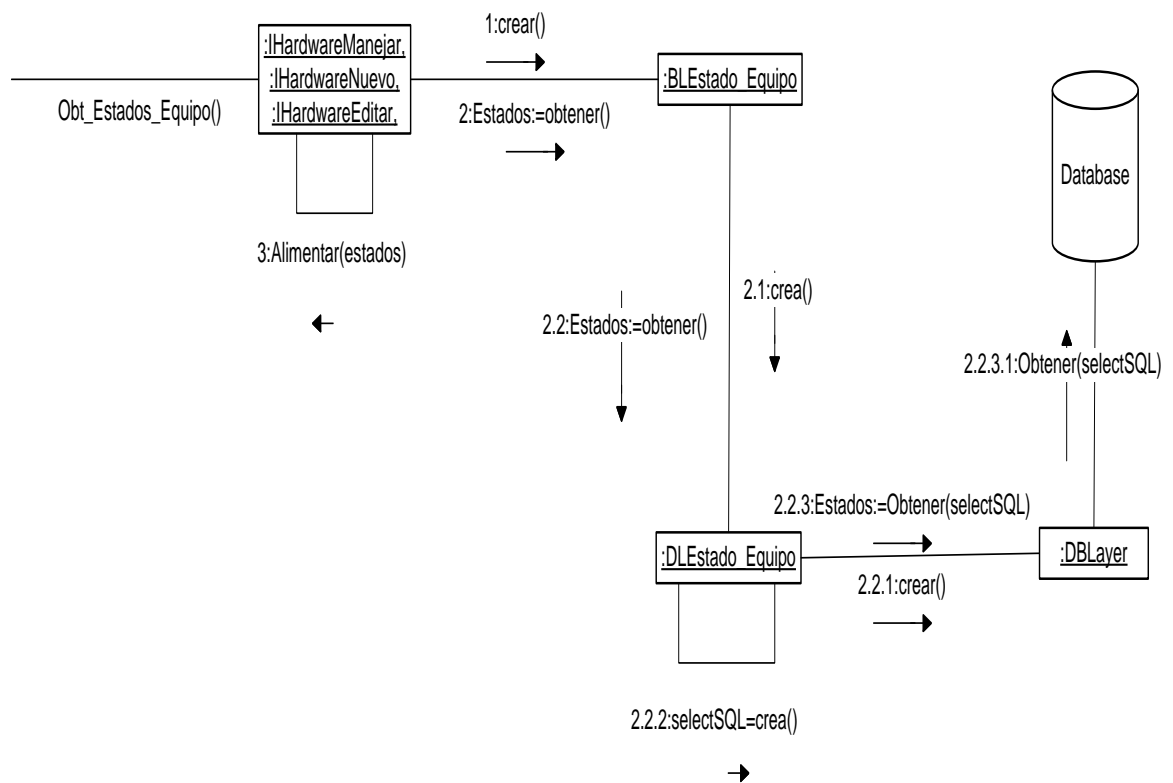 1:crear()
:IHardwareManejar,
:IHardwareNuevo,
:IHardwareEditar,
:BLEstado_Equipo
Obt_Estados_Equipo()
2:Estados:=obtener()
Database
3:Alimentar(estados)
2.1:crea()
2.2:Estados:=obtener()
2.2.3.1:Obtener(selectSQL)
2.2.3:Estados:=Obtener(selectSQL)
:DLEstado_Equipo
:DBLayer
2.2.1:crear()
2.2.2:selectSQL=crea()